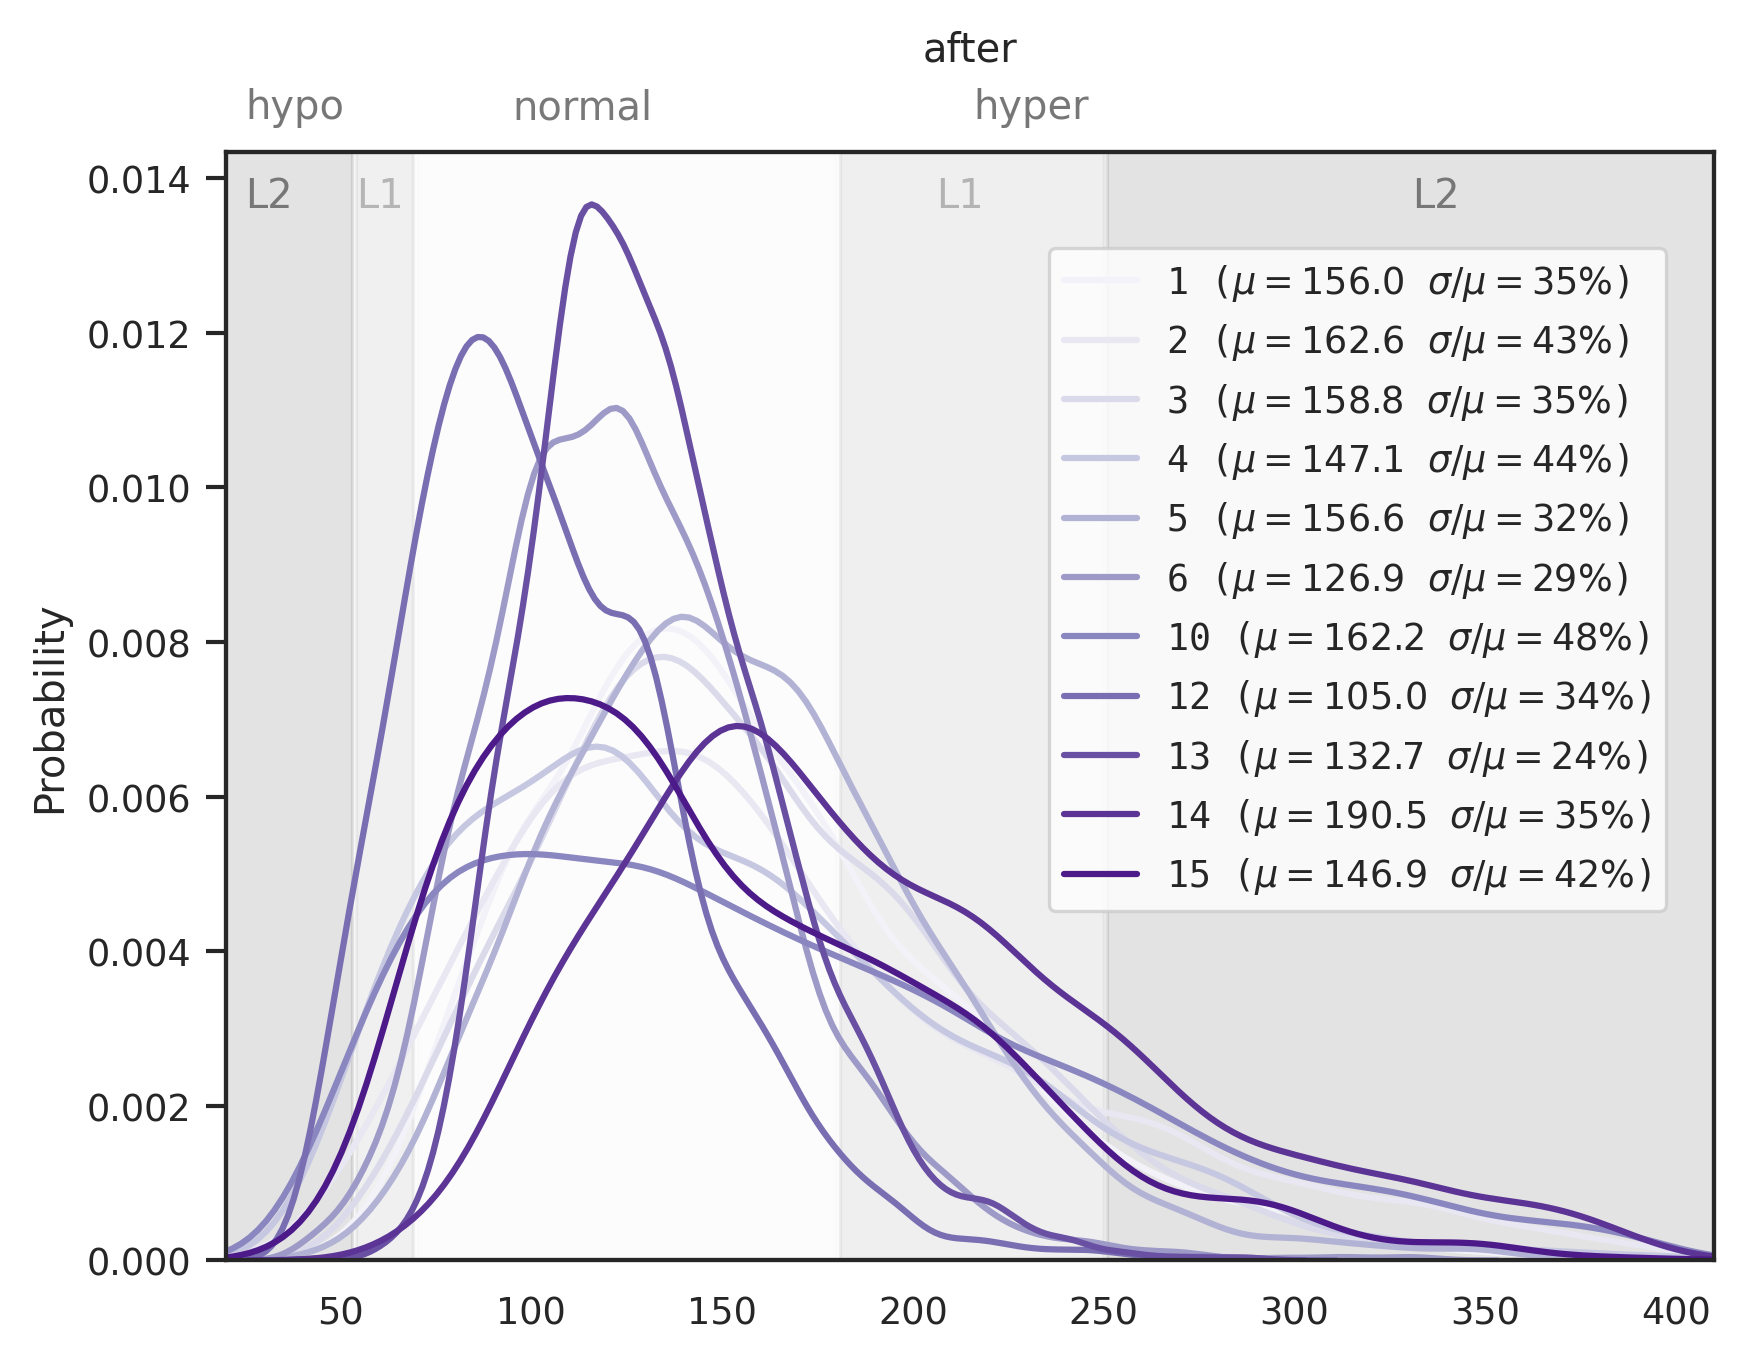 after
hypo normal hyper
L2 L1 L1 L2
0.014
0.012
0.010
0.008
0.006
0.004
0.002
0.000
Probability
1 (μ = 156.0 σ/μ = 35%)
2 (μ = 162.6 σ/μ = 43%)
3 (μ = 158.8 σ/μ = 35%)
4 (μ = 147.1 σ/μ = 44%)
5 (μ = 156.6 σ/μ = 32%)
6 (μ = 126.9 σ/μ = 29%)
10 (μ = 162.2 σ/μ = 48%)
12 (μ = 105.0 σ/μ = 34%)
13 (μ = 132.7 σ/μ = 24%)
14 (μ = 190.5 σ/μ = 35%)
15 (μ = 146.9 σ/μ = 42%)
50 100 150 200 250 300 350 400